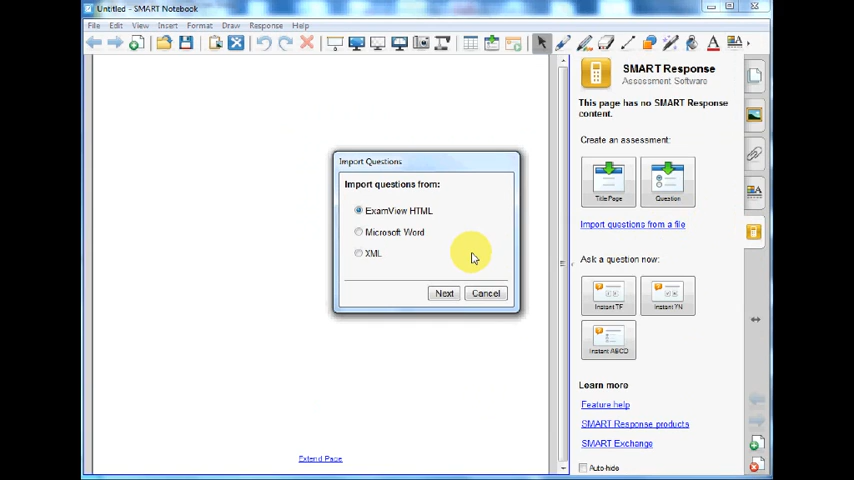 Untitled - SMART Notebook
File Edit View Insert Format Draw Response Help
SMART Response
Assessment Software
This page has no SMART Response
content.
Create an assessment:
Title Page Question
Import questions from a file
Ask a question now:
Instant TF Instant YN
Instant ABCD
Learn more
Feature help
SMART Response products
SMART Exchange
Auto-hide
Import Questions
Import questions from:
ExamView HTML
Microsoft Word
XML
Next Cancel
Extend Page